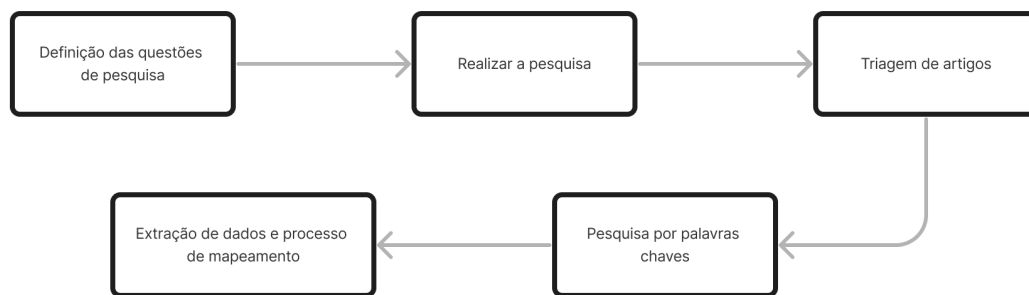 Definição das questões
de pesquisa
Realizar a pesquisa
Triagem de artigos
Pesquisa por palavras
chaves
Extração de dados e processo
de mapeamento